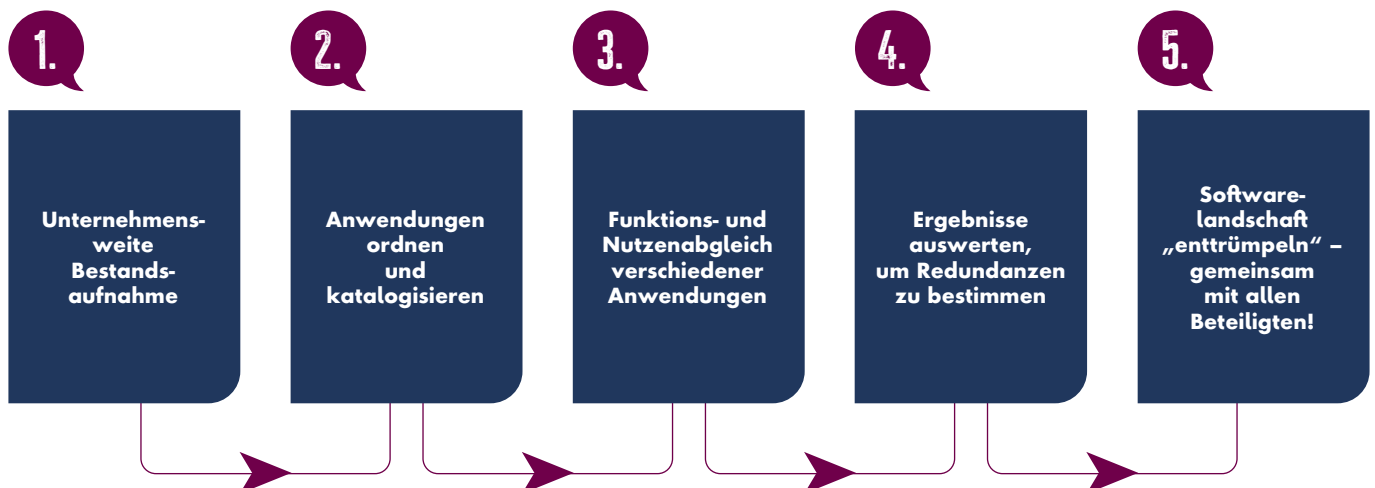 1.
Unternehmens-
weite
Bestands-
aufnahme
2.
Anwendungen
ordnen
und
katalogisieren
3.
Funktions- und
Nutzenabgleich
verschiedener
Anwendungen
4.
Ergebnisse
auswerten,
um Redundanzen
zu bestimmen
5.
Software-
landschaft
„enttrümpeln“ –
gemeinsam
mit allen
Beteiligten!